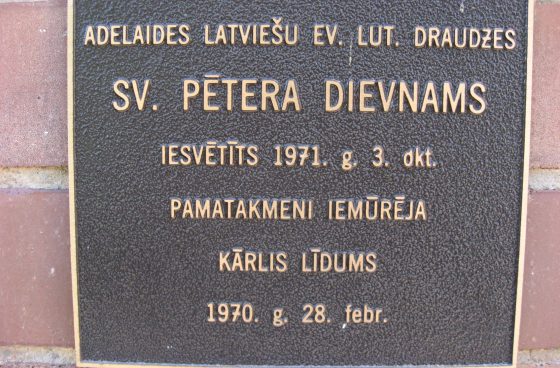 ADELAIDES LATVIEŠU EV. LUT. DRAUDZES
SV. PĒTERA DIEVNAMS
IESVĒTĪTS 1971. g. 3. okt.
PAMATAKMENI IEMŪRĒJA
KĀRLIS LĪDUMS
1970. g. 28. febr.